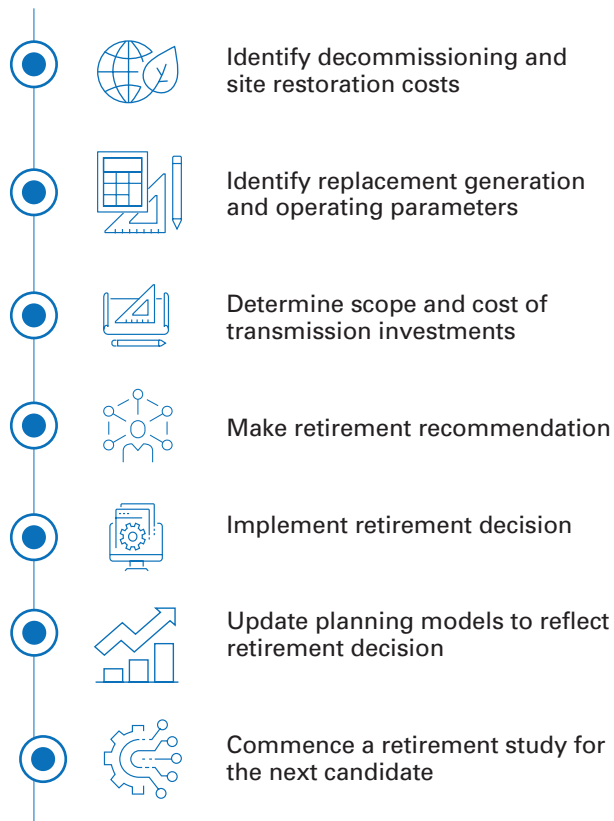 Identify decommissioning and
site restoration costs
Identify replacement generation
and operating parameters
Determine scope and cost of
transmission investments
Make retirement recommendation
Implement retirement decision
Update planning models to reflect
retirement decision
Commence a retirement study for
the next candidate